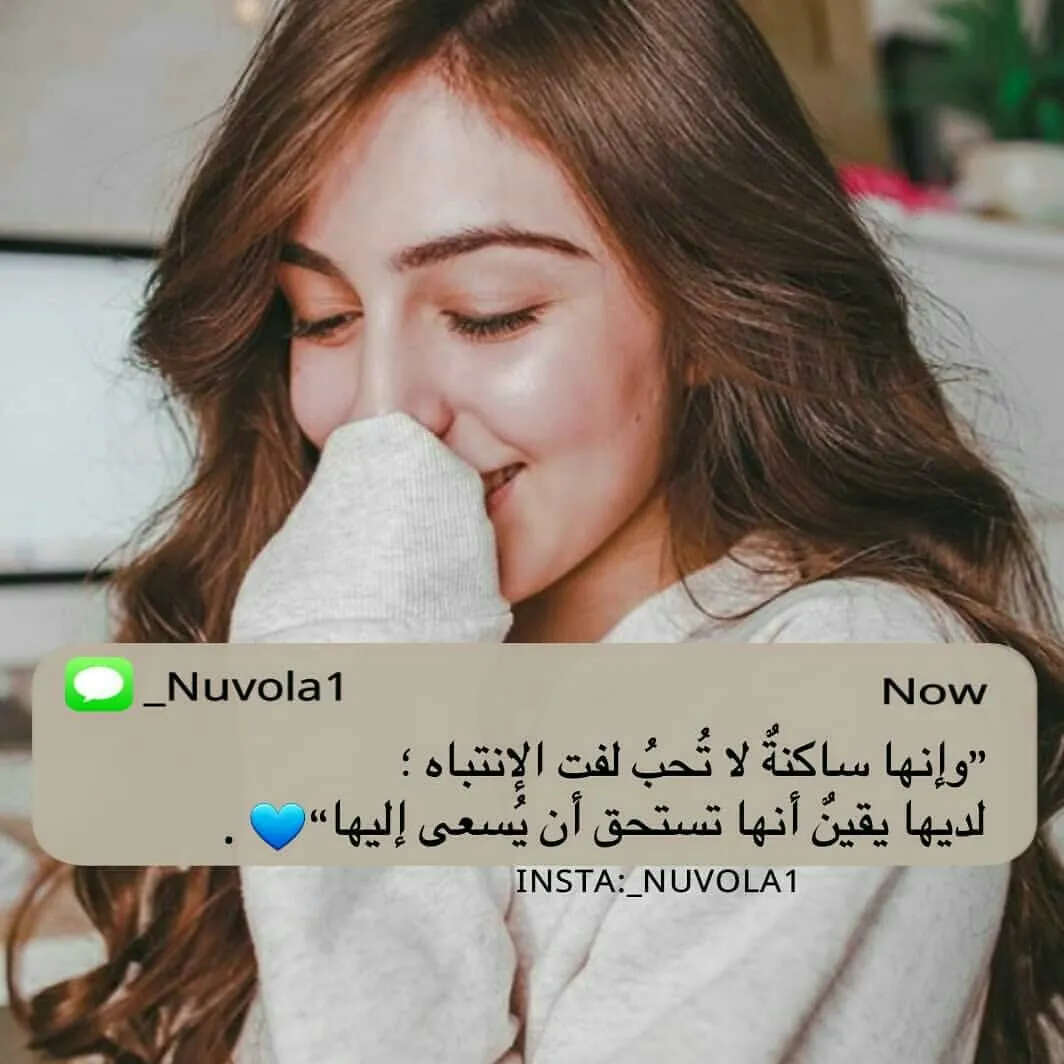 _Nuvola1
Now
”وإنها ساكنةٌ لا تُحبُ لفت الإنتباه ؛
لديها يقينٌ أنها تستحق أن يُسعى إليها“💙 .
INSTA:_NUVOLA1